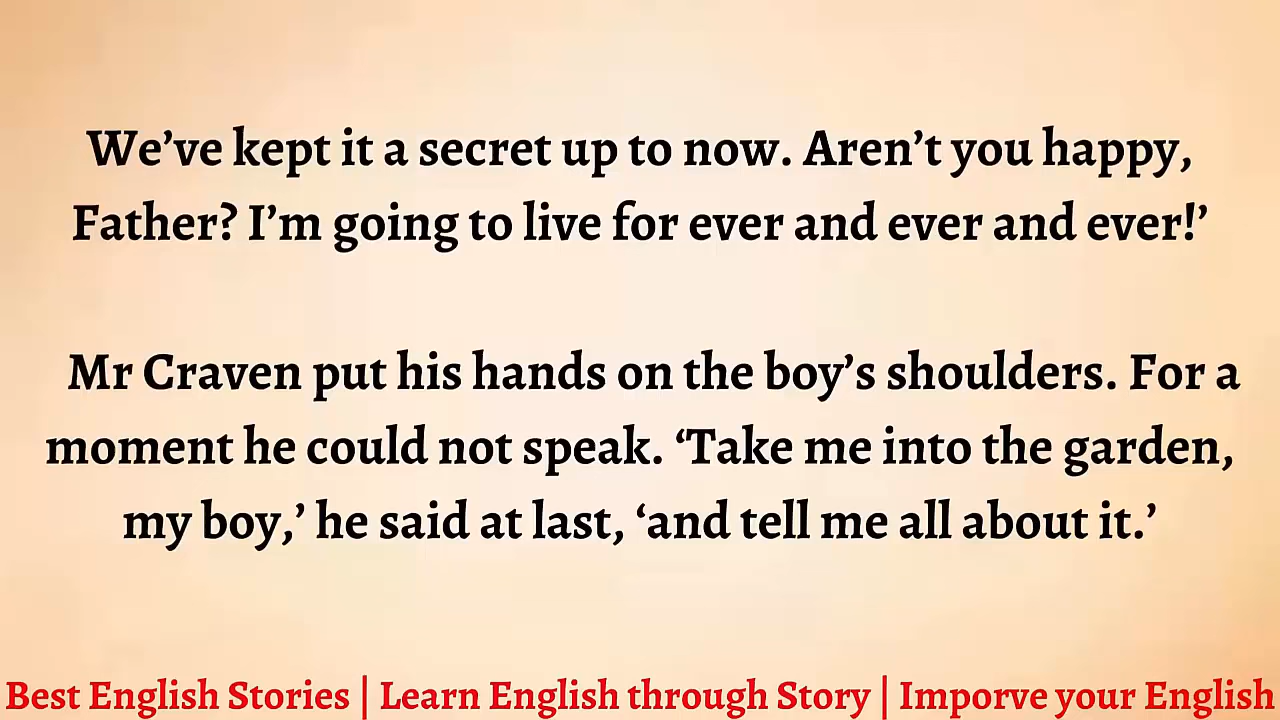 We’ve kept it a secret up to now. Aren’t you happy,
Father? I’m going to live for ever and ever and ever!’
Mr Craven put his hands on the boy’s shoulders. For a
moment he could not speak. ‘Take me into the garden,
my boy,’ he said at last, ‘and tell me all about it.’
Best English Stories | Learn English through Story | Imporve your English